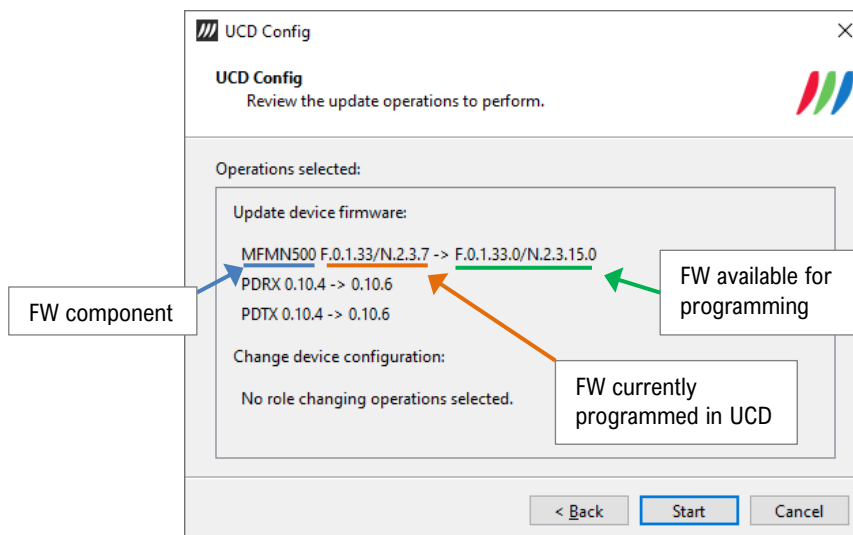 UCD Config
UCD Config
Review the update operations to perform.
Operations selected:
Update device firmware:
MFMN500 F.0.1.33/N.2.3.7 -> F.0.1.33.0/N.2.3.15.0
PDRX 0.10.4 -> 0.10.6
PDTX 0.10.4 -> 0.10.6
Change device configuration:
No role changing operations selected.
FW component
FW available for
programming
FW currently
programmed in UCD
< Back
Start
Cancel